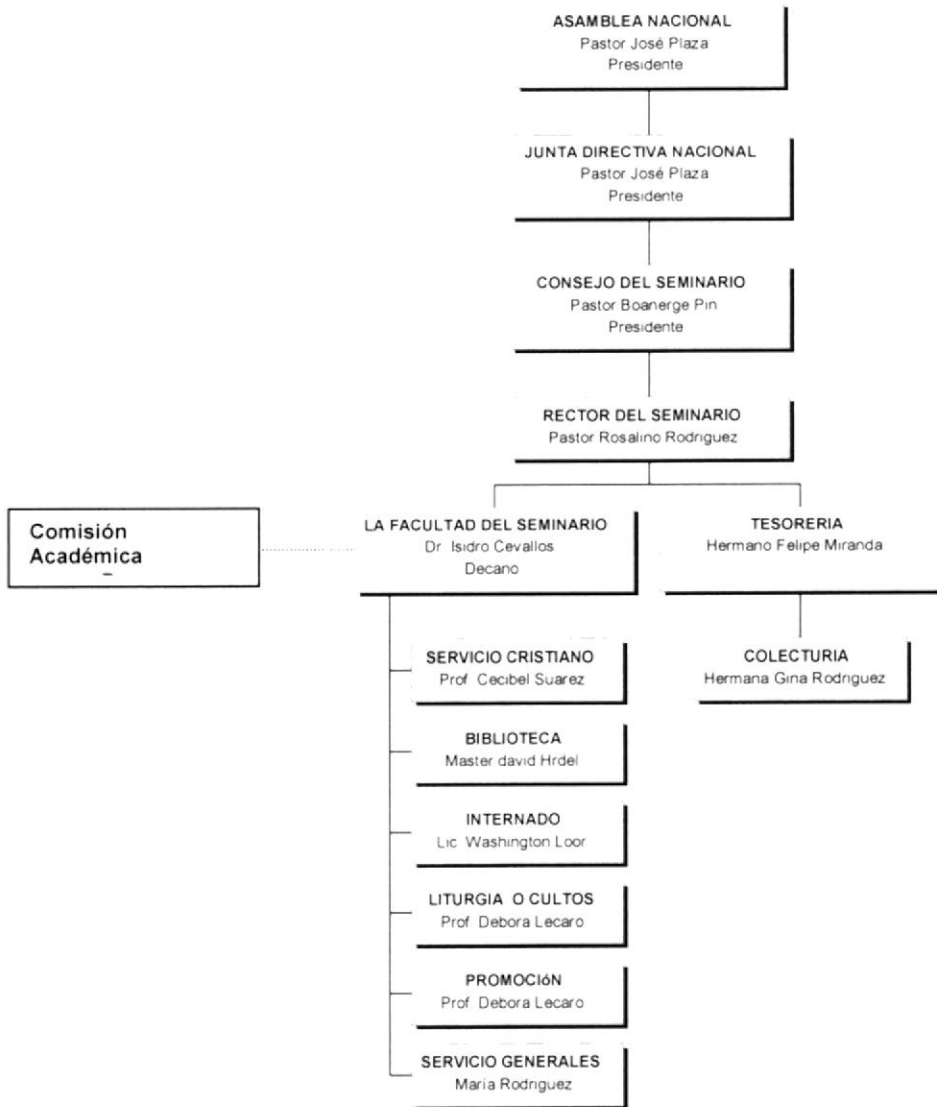 ASAMBLEA NACIONAL
Pastor José Plaza
Presidente
JUNTA DIRECTIVA NACIONAL
Pastor José Plaza
Presidente
CONSEJO DEL SEMINARIO
Pastor Boanerge Pin
Presidente
RECTOR DEL SEMINARIO
Pastor Rosalino Rodriguez
Comisión
Académica
LA FACULTAD DEL SEMINARIO
Dr Isidro Cevallos
Decano
TESORERIA
Hermano Felipe Miranda
SERVICIO CRISTIANO
Prof Cecibel Suarez
COLECTURIA
Hermana Gina Rodriguez
BIBLIOTECA
Master david Hrdel
INTERNADO
Lic Washington Loor
LITURGIA O CULTOS
Prof Debora Lecaro
PROMOCIóN
Prof Debora Lecaro
SERVICIO GENERALES
Maria Rodriguez